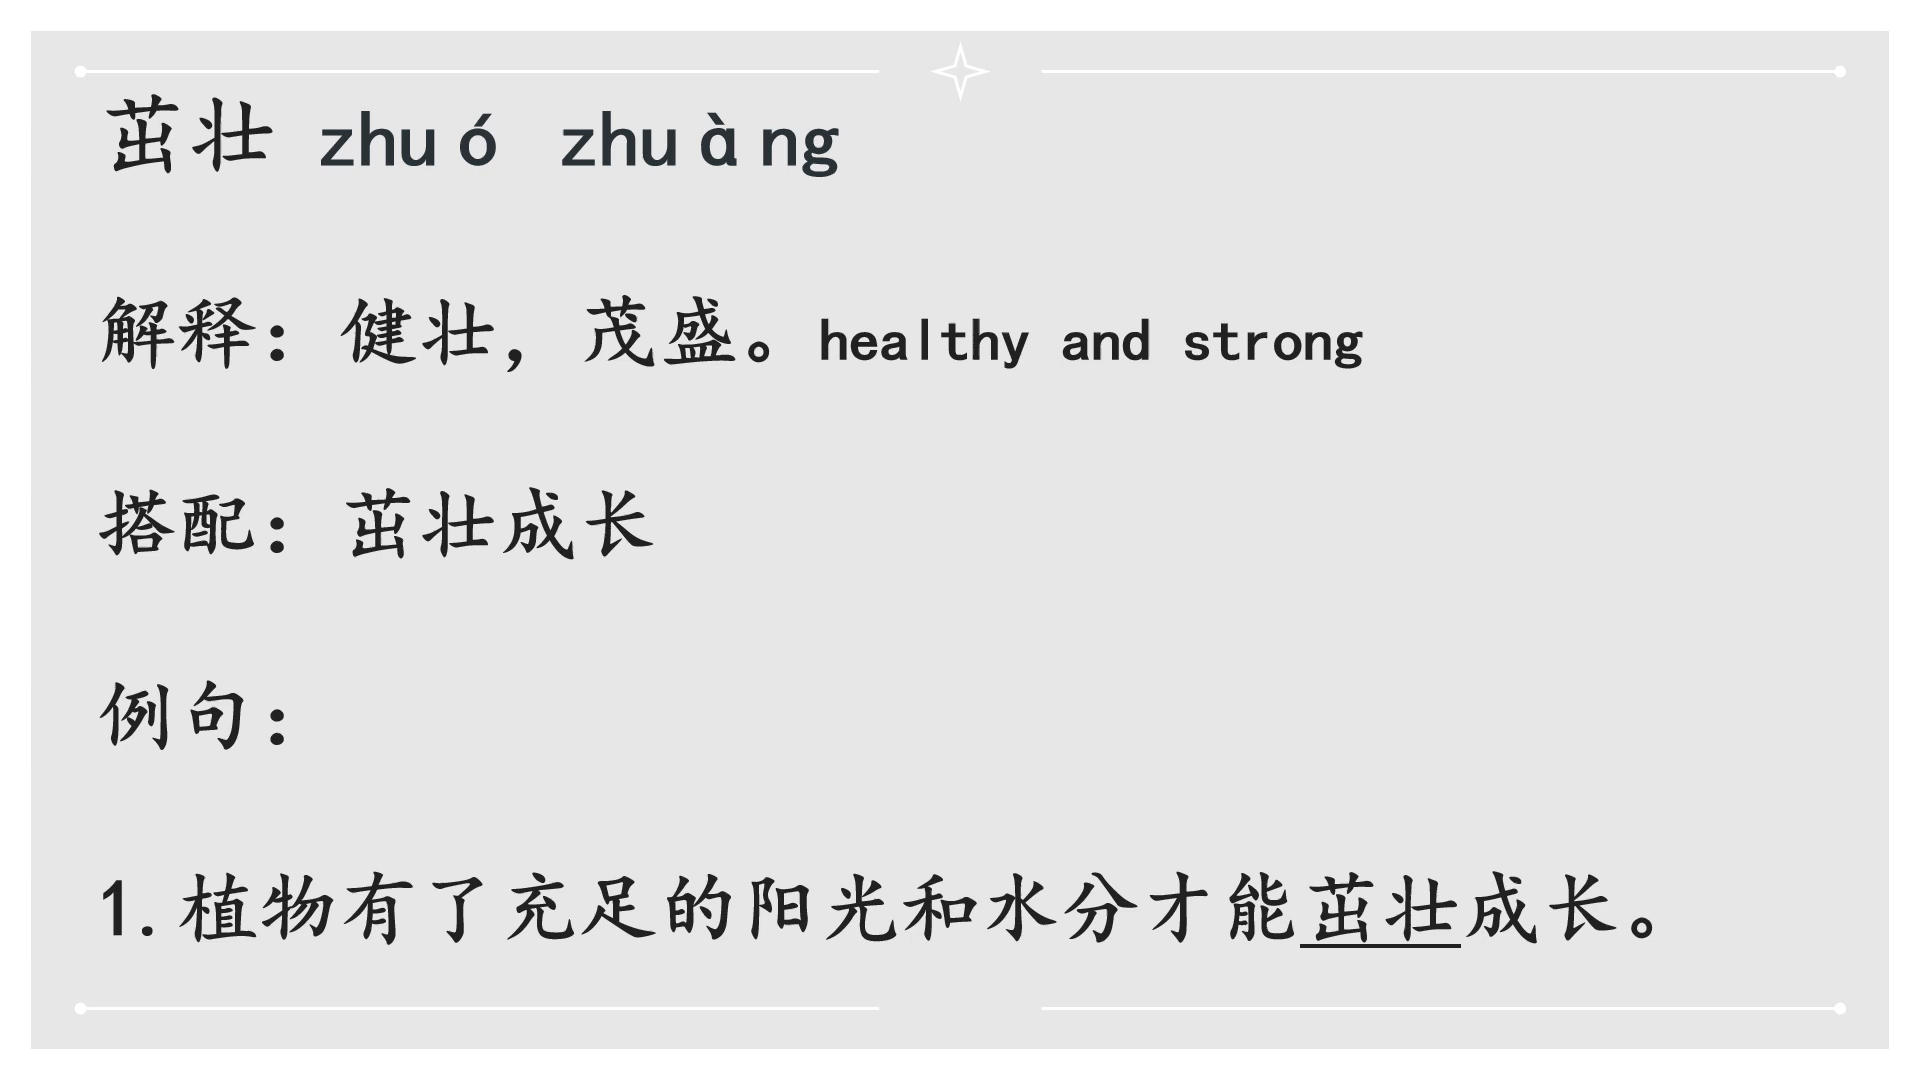 茁壮 zhuó zhuàng
解释：健壮，茂盛。healthy and strong
搭配：茁壮成长
例句：
1.植物有了充足的阳光和水分才能茁壮成长。